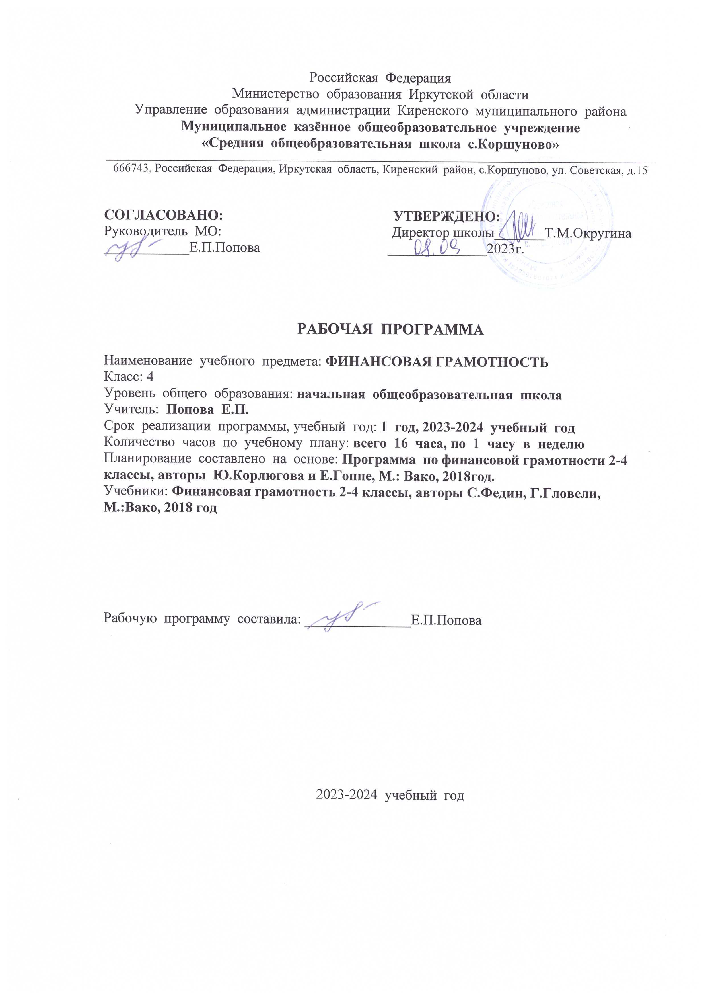 Российская Федерация
Министерство образования Иркутской области
Управление образования администрации Киренского муниципального района
Муниципальное казённое общеобразовательное учреждение
«Средняя общеобразовательная школа с.Коршуново»
666743, Российская Федерация, Иркутская область, Киренский район, с.Коршуново, ул. Советская, д.15
СОГЛАСОВАНО:
Руководитель МО:
____________Е.П.Попова
УТВЕРЖДЕНО:
Директор школы_______Т.М.Округина
08.09 2023г.
РАБОЧАЯ ПРОГРАММА
Наименование учебного предмета: ФИНАНСОВАЯ ГРАМОТНОСТЬ
Класс: 4
Уровень общего образования: начальная общеобразовательная школа
Учитель: Попова Е.П.
Срок реализации программы, учебный год: 1 год, 2023-2024 учебный год
Количество часов по учебному плану: всего 16 часа, по 1 часу в неделю
Планирование составлено на основе: Программа по финансовой грамотности 2-4
классы, авторы Ю.Корлюгова и Е.Гоппе, М.: Вако, 2018год.
Учебники: Финансовая грамотность 2-4 классы, авторы С.Федин, Г.Гловели,
М.:Вако, 2018 год
Рабочую программу составила: _______________Е.П.Попова
2023-2024 учебный год